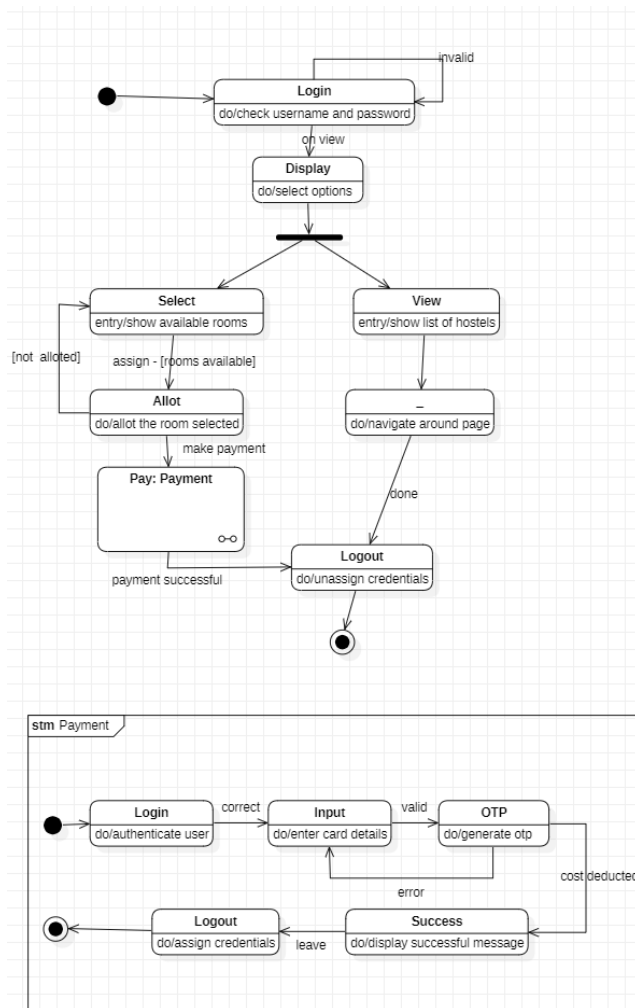 invalid
Login
do/check username and password
on view
Display
do/select options
Select
entry/show available rooms
View
entry/show list of hostels
[not alloted]
assign - [rooms available]
Allot
do/allot the room selected
_
do/navigate around page
make payment
Pay: Payment
done
payment successful
Logout
do/unassign credentials
stm Payment
Login
do/authenticate user
correct
Input
do/enter card details
valid
OTP
do/generate otp
error
cost deducted
Logout
do/assign credentials
leave
Success
do/display successful message